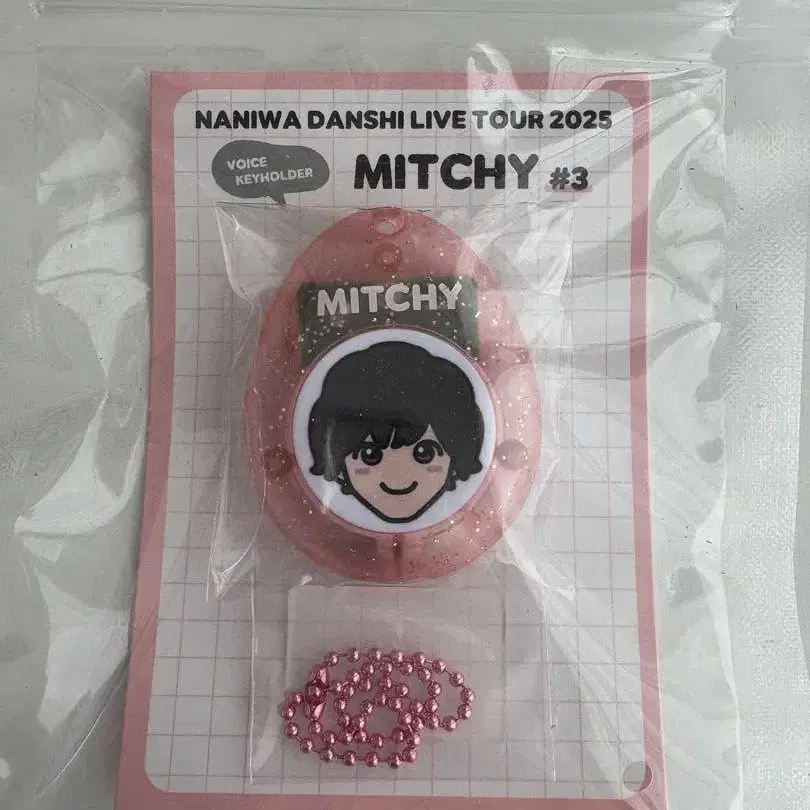 NANIWA DANSHI LIVE TOUR 2025
VOICE
KEYHOLDER
MITCHY #3
MITCHY